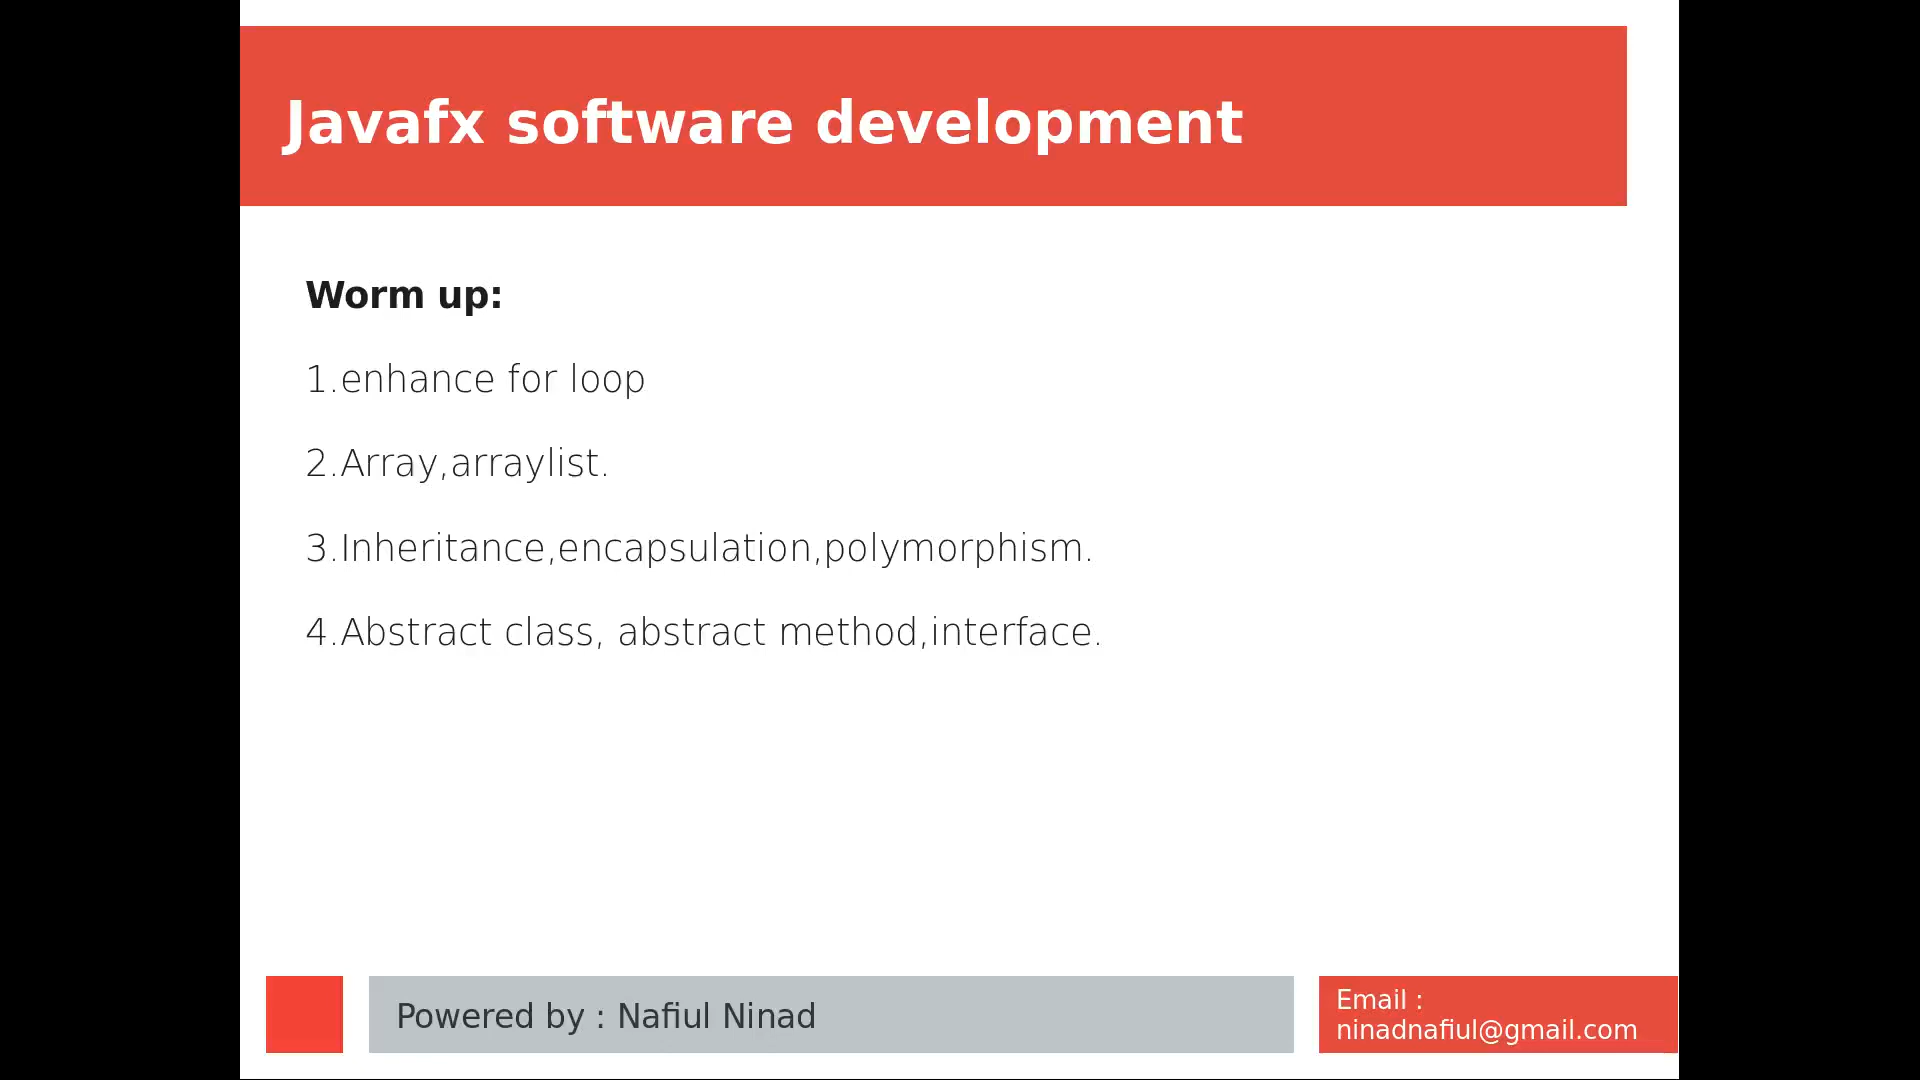 Javafx software development
Worm up:
1.enhance for loop
2.Array,arraylist.
3.Inheritance,encapsulation,polymorphism.
4.Abstract class, abstract method,interface.
Powered by : Nafiul Ninad
Email :
ninadnafiul@gmail.com